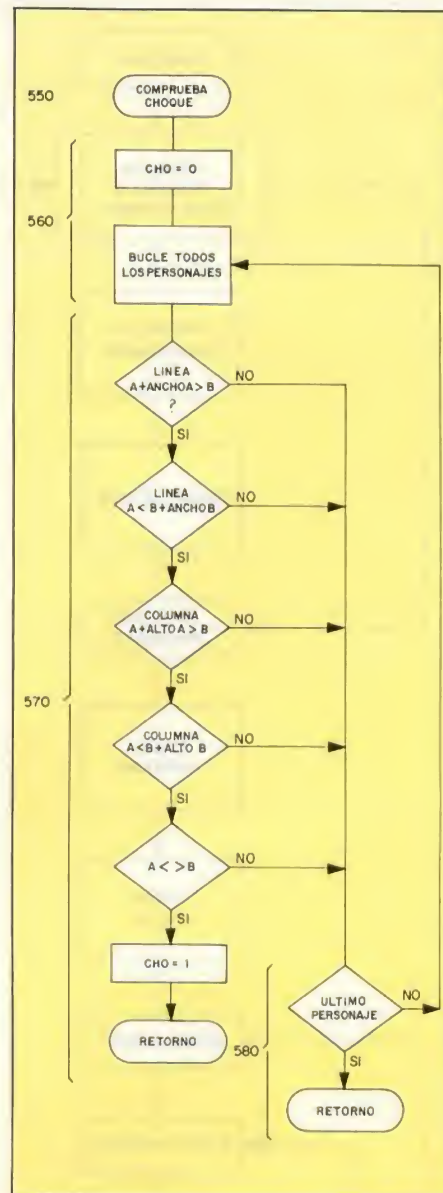 550
COMPRUEBA
CHOQUE
560
CHO = 0
BUCLE TODOS
LOS PERSONAJES
570
LINEA
A+ANCHOA > B
?
NO
SI
LINEA
A < B+ANCHO B
NO
SI
COLUMNA
A+ALTO A > B
NO
SI
COLUMNA
A<B+ALTO B
NO
SI
A < > B
NO
SI
CHO = 1
RETORNO
580
ULTIMO
PERSONAJE
NO
SI
RETORNO